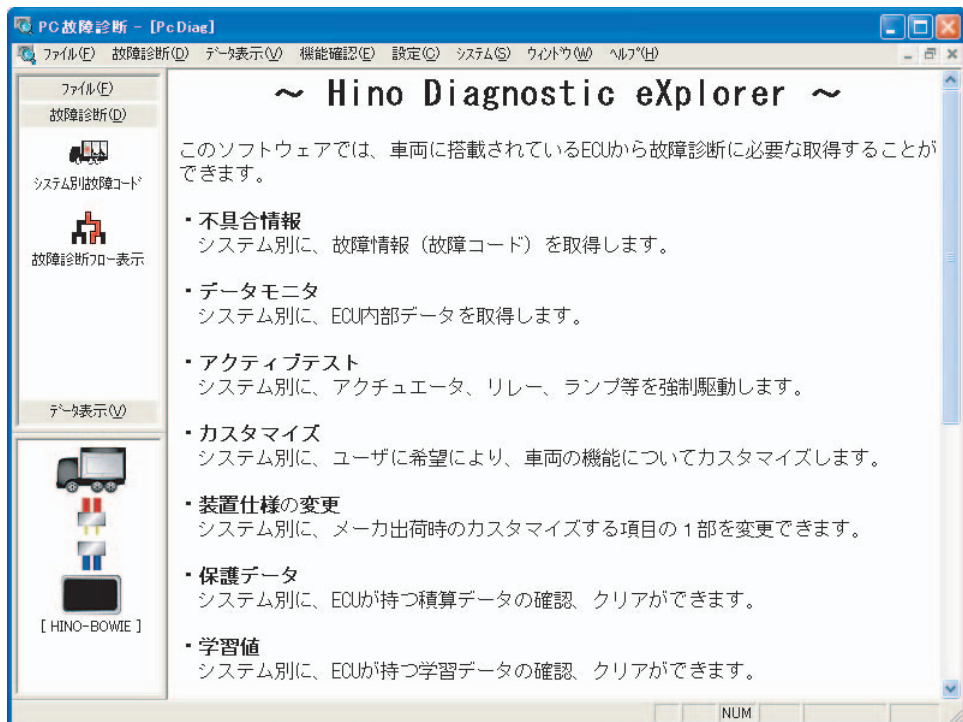 PC故障診断 - [PcDiag]
ファイル(F) 故障診断(D) データ表示(V) 機能確認(E) 設定(C) システム(S) ウィンドウ(W) ヘルプ(H)
ファイル(F)
故障診断(D)
システム別故障コード
故障診断フロー表示
データ表示(V)
[ HINO-BOWIE ]
～ Hino Diagnostic eXplorer ～
このソフトウェアでは、車両に搭載されているECUから故障診断に必要な取得することが
できます。
・不具合情報
システム別に、故障情報（故障コード）を取得します。
・データモニタ
システム別に、ECU内部データを取得します。
・アクティブテスト
システム別に、アクチュエータ、リレー、ランプ等を強制駆動します。
・カスタマイズ
システム別に、ユーザに希望により、車両の機能についてカスタマイズします。
・装置仕様の変更
システム別に、メーカ出荷時のカスタマイズする項目の１部を変更できます。
・保護データ
システム別に、ECUが持つ積算データの確認、クリアができます。
・学習値
システム別に、ECUが持つ学習データの確認、クリアができます。
NUM